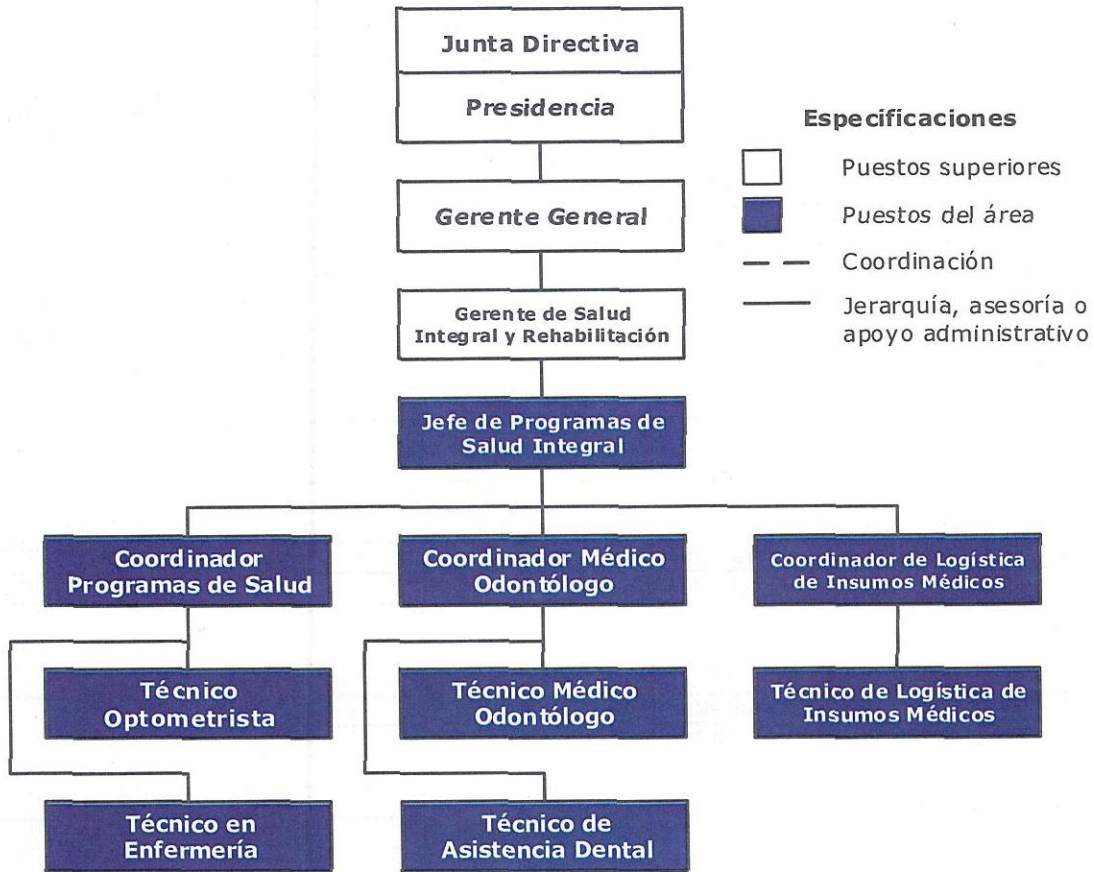 Junta Directiva
Presidencia
Gerente General
Gerente de Salud
Integral y Rehabilitación
Especificaciones
Puestos superiores
Puestos del área
Coordinación
Jerarquía, asesoría o
apoyo administrativo
Jefe de Programas de
Salud Integral
Coordinador
Programas de Salud
Coordinador Médico
Odontólogo
Coordinador de Logística
de Insumos Médicos
Técnico
Optometrista
Técnico Médico
Odontólogo
Técnico de Logística de
Insumos Médicos
Técnico en
Enfermería
Técnico de
Asistencia Dental